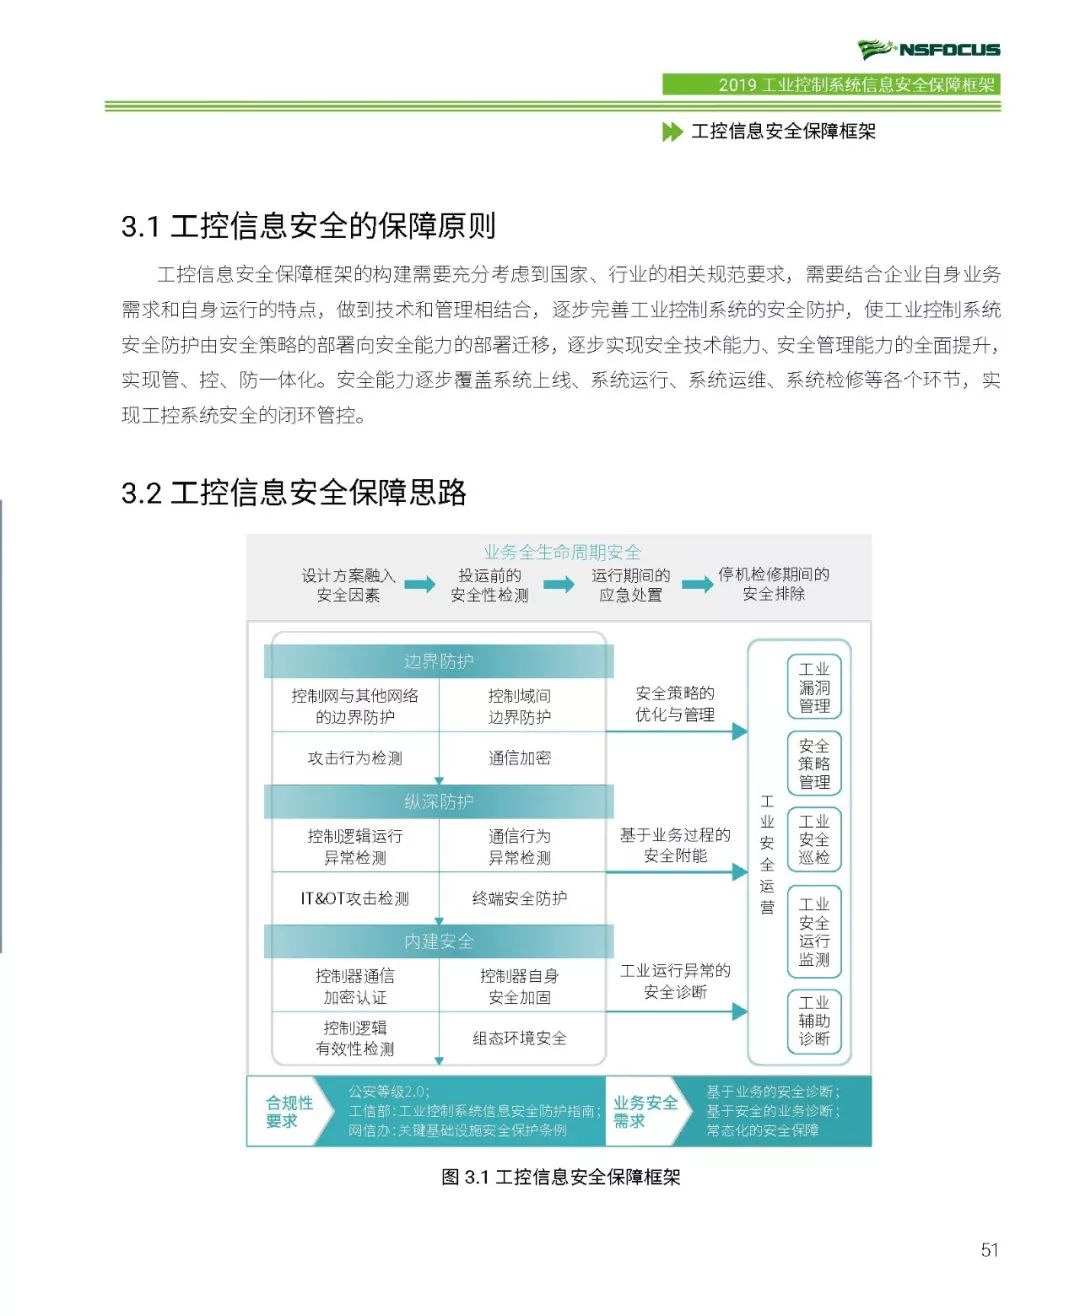 NSFOCUS
2019 工业控制系统信息安全保障框架
工控信息安全保障框架
3.1 工控信息安全的保障原则
工控信息安全保障框架的构建需要充分考虑到国家、行业的相关规范要求，需要结合企业自身业务
需求和自身运行的特点，做到技术和管理相结合，逐步完善工业控制系统的安全防护，使工业控制系统
安全防护由安全策略的部署向安全能力的部署迁移，逐步实现安全技术能力、安全管理能力的全面提升，
实现管、控、防一体化。安全能力逐步覆盖系统上线、系统运行、系统运维、系统检修等各个环节，实
现工控系统安全的闭环管控。
3.2 工控信息安全保障思路
业务全生命周期安全
设计方案融入
安全因素
投运前的
安全性检测
运行期间的
应急处置
停机检修期间的
安全排除
边界防护
控制网与其他网络
的边界防护
控制域间
边界防护
攻击行为检测
通信加密
纵深防护
控制逻辑运行
异常检测
通信行为
异常检测
IT&OT攻击检测
终端安全防护
内建安全
控制器通信
加密认证
控制器自身
安全加固
控制逻辑
有效性检测
组态环境安全
安全策略的
优化与管理
基于业务过程的
安全附能
工业运行异常的
安全诊断
工业安全运营
工业
漏洞
管理
安全
策略
管理
工业
安全
巡检
工业
安全
运行
监测
工业
辅助
诊断
合规性
要求
公安等级2.0；
工信部：工业控制系统信息安全防护指南；
网信办：关键基础设施安全保护条例
业务安全
需求
基于业务的安全诊断；
基于安全的业务诊断；
常态化的安全保障
图 3.1 工控信息安全保障框架
51